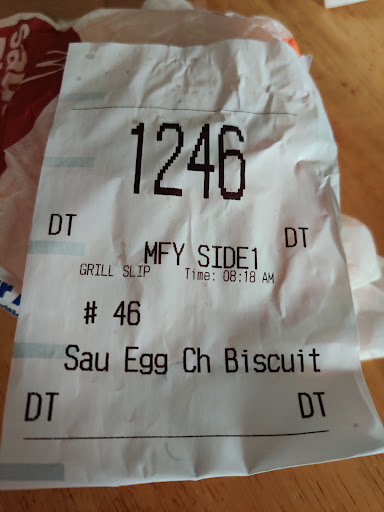 1246
DT DT
MFY SIDE1
GRILL SLIP Time: 08:18 AM
# 46
Sau Egg Ch Biscuit
DT DT